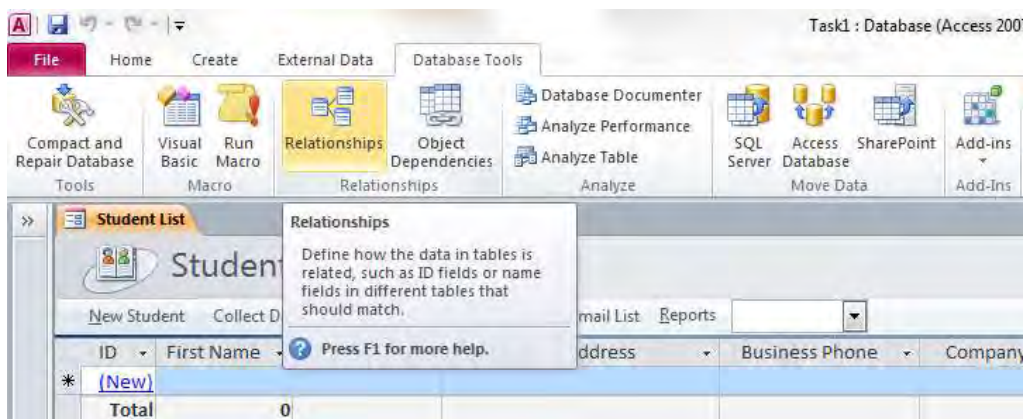 A Task1 : Database (Access 2007
File Home Create External Data Database Tools
Compact and Repair Database
Visual Basic
Run Macro
Relationships
Object Dependencies
Database Documenter
Analyze Performance
Analyze Table
SQL Server
Access Database
SharePoint
Add-ins
Tools Macro Relationships Analyze Move Data Add-Ins
Student List
Relationships
Define how the data in tables is
related, such as ID fields or name
fields in different tables that
should match.
Press F1 for more help.
Studen
New Student Collect D mail List Reports
ID First Name ddress Business Phone Company
* (New)
Total 0